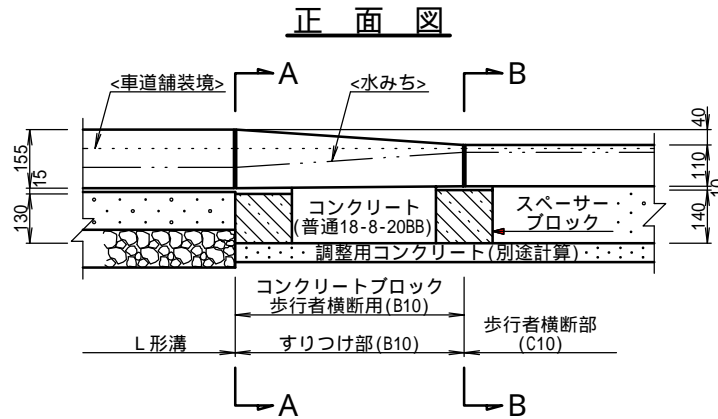 正面図
A
B
<車道舗装境>
<水みち>
155
15
130
40
110
10
140
コンクリート
(普通18-8-20BB)
スペーサー
ブロック
調整用コンクリート(別途計算)
コンクリートブロック
歩行者横断用(B10)
L形溝
すりつけ部(B10)
歩行者横断部
(C10)
A
B